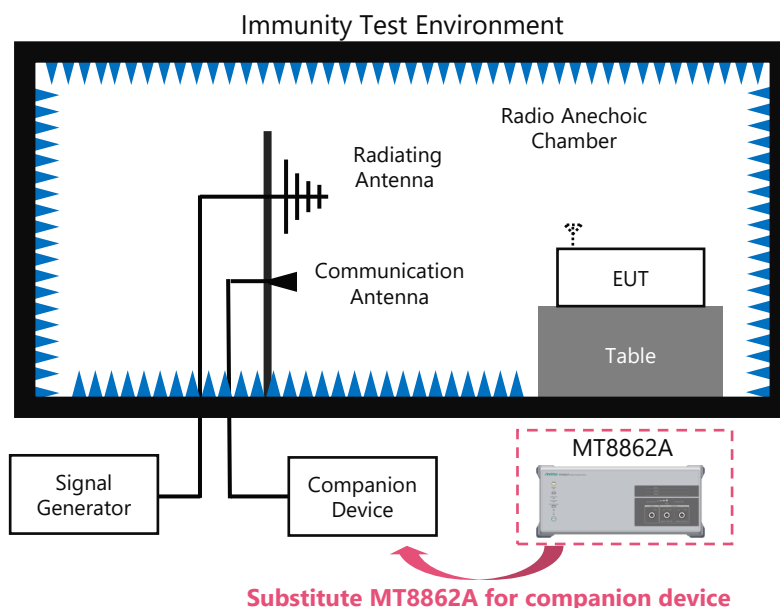 Immunity Test Environment
Radio Anechoic
Chamber
Radiating
Antenna
Communication
Antenna
EUT
Table
MT8862A
Signal
Generator
Companion
Device
Substitute MT8862A for companion device